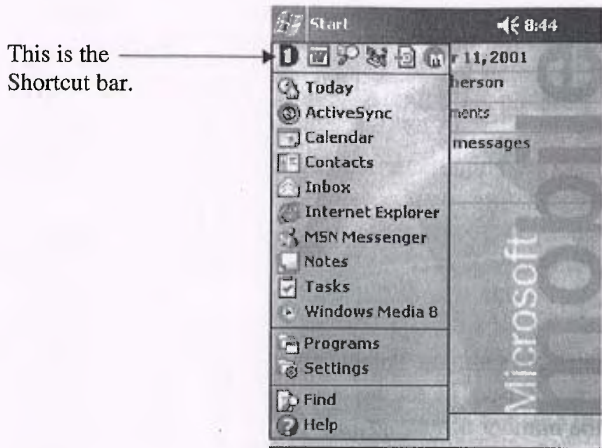 This is the
Shortcut bar.
Start 8:44
r 11, 2001
Today
herson
ActiveSync
ments
Calendar
messages
Contacts
Inbox
Internet Explorer
MSN Messenger
Notes
Tasks
Windows Media 8
Programs
Settings
Find
Help
Microsoft
mobile